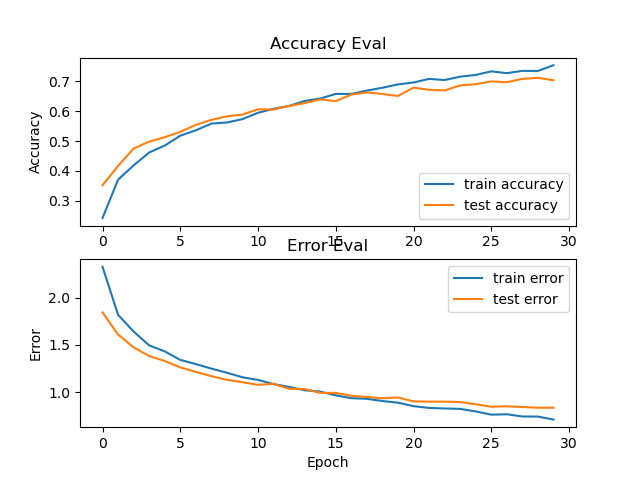 Accuracy Eval
Accuracy
0.7
0.6
0.5
0.4
0.3
train accuracy
test accuracy
0 5 10 15 20 25 30
Error Eval
Error
2.0
1.5
1.0
train error
test error
0 5 10 15 20 25 30
Epoch